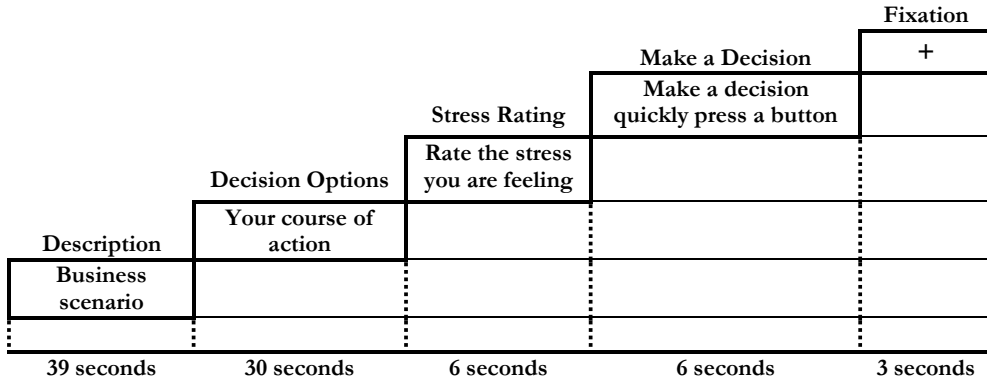 Fixation
+
Make a Decision
Make a decision
quickly press a button
Stress Rating
Rate the stress
you are feeling
Decision Options
Your course of
action
Description
Business
scenario
39 seconds
30 seconds
6 seconds
6 seconds
3 seconds